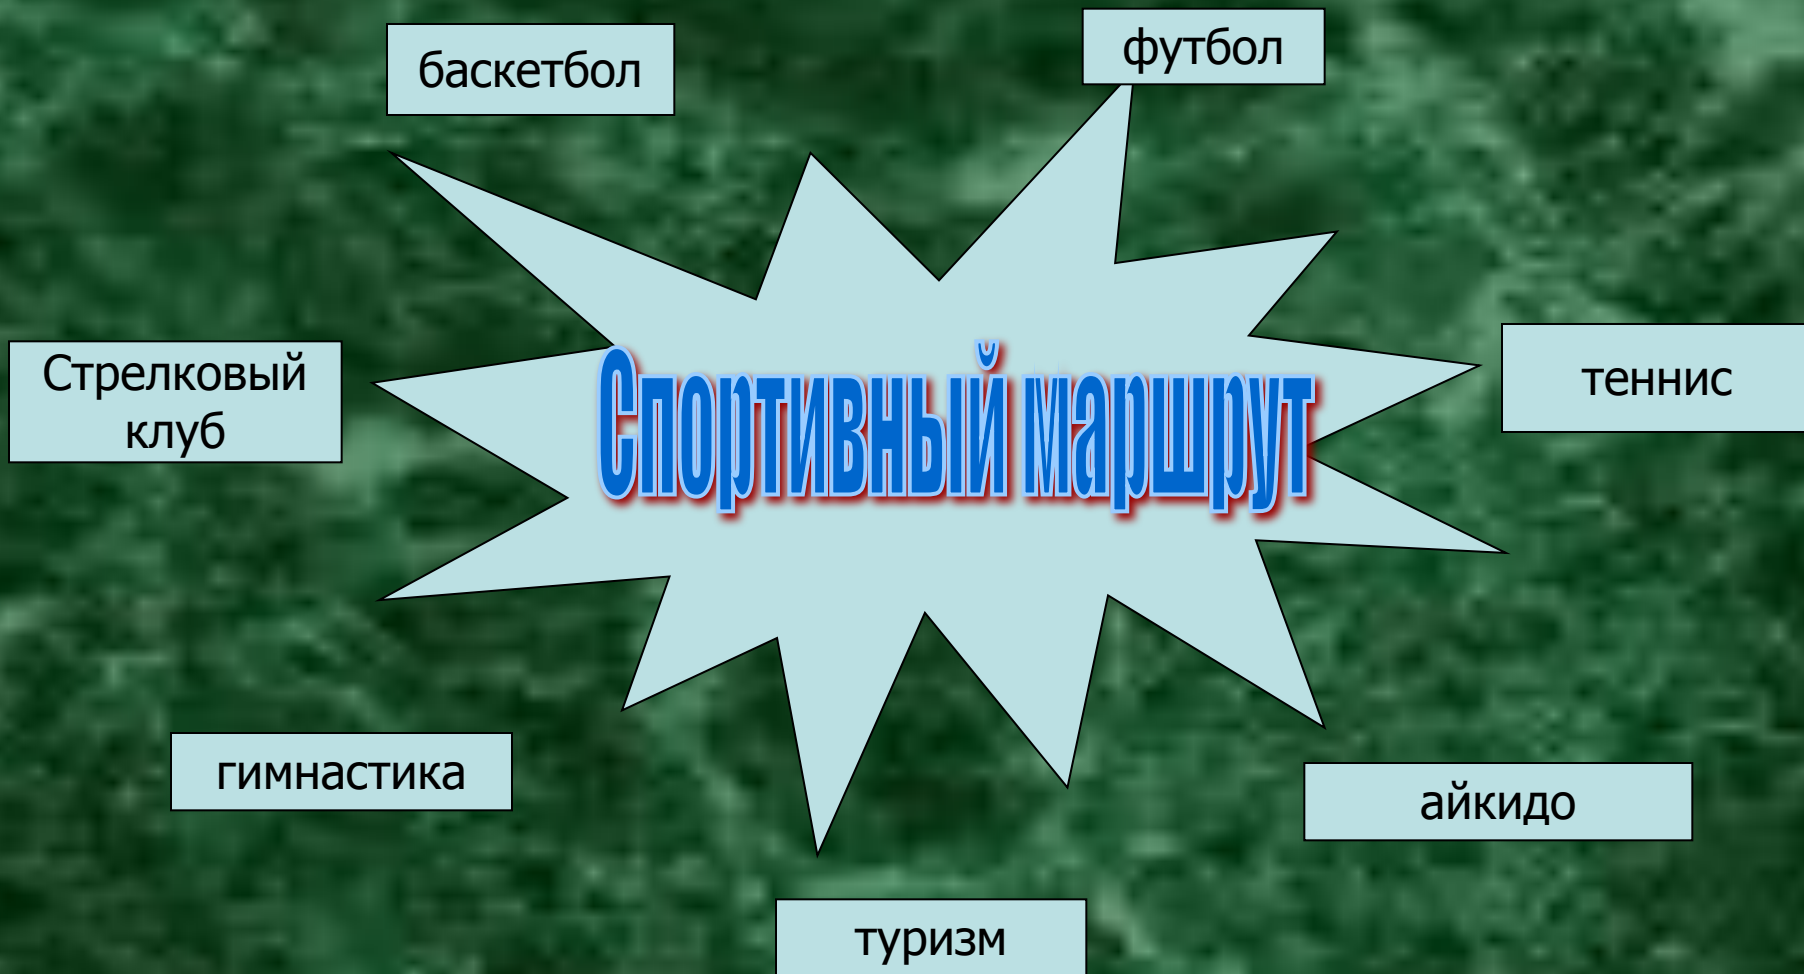 баскетбол
футбол
Стрелковый
клуб
Спортивный маршрут
теннис
гимнастика
айкидо
туризм